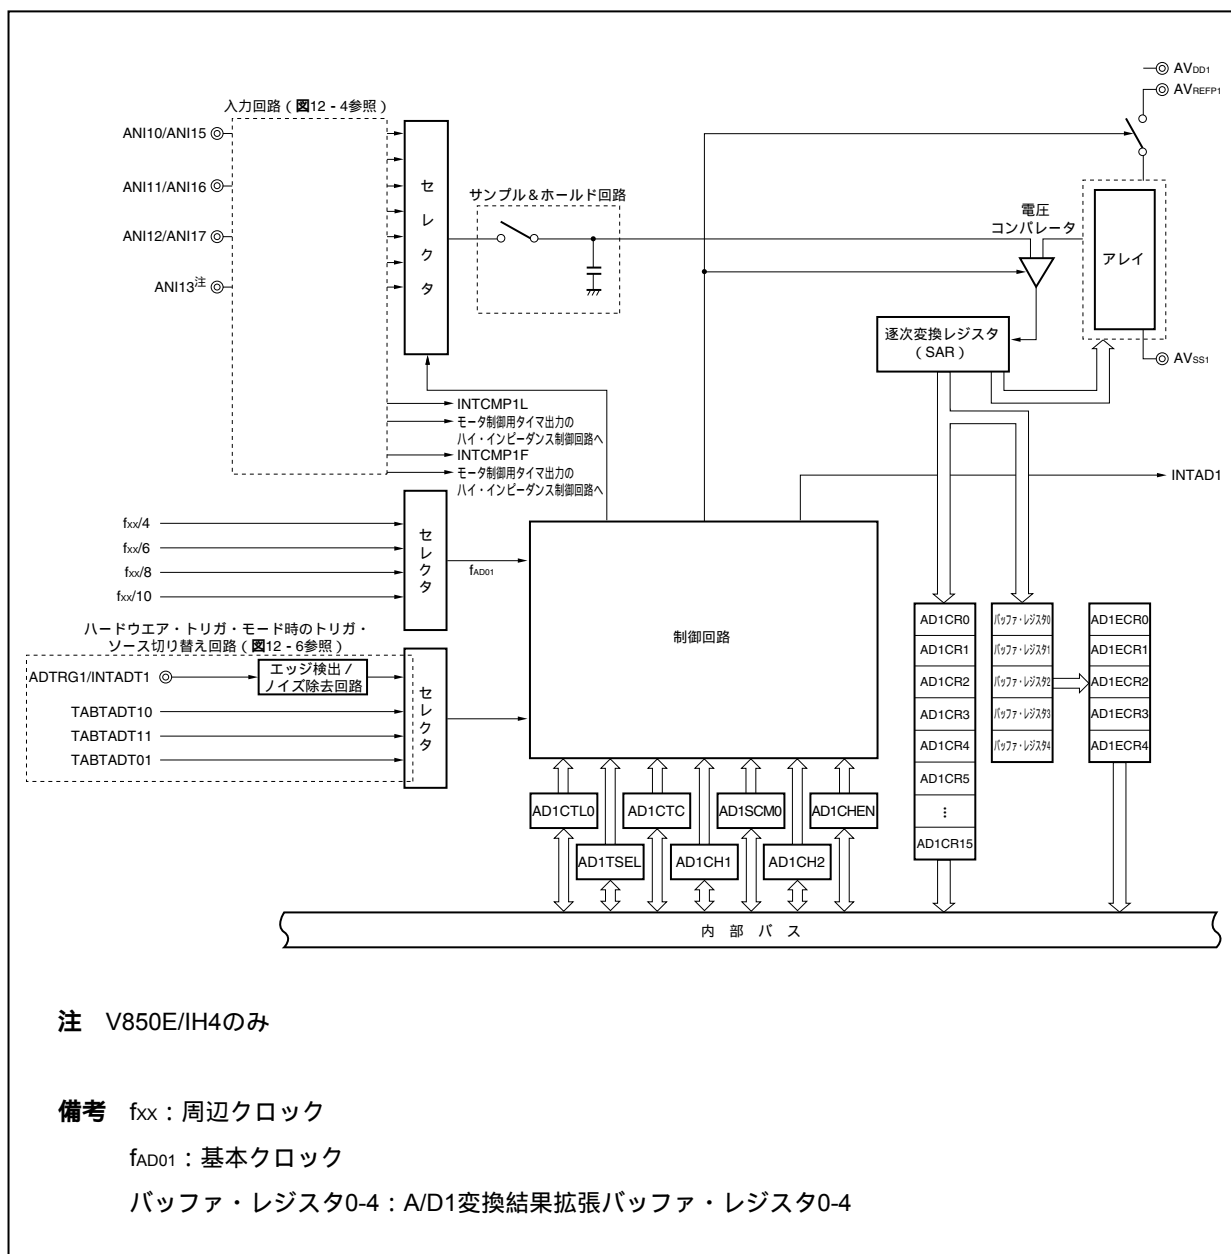 AVDD1
AVREFP1
入力回路（図12 - 4参照）
ANI10/ANI15
ANI11/ANI16
ANI12/ANI17
ANI13注
セレクタ
サンプル＆ホールド回路
電圧
コンパレータ
アレイ
逐次変換レジスタ
（SAR）
AVSS1
INTCMP1L
モータ制御用タイマ出力の
ハイ・インピーダンス制御回路へ
INTCMP1F
モータ制御用タイマ出力の
ハイ・インピーダンス制御回路へ
INTAD1
fxx/4
fxx/6
fxx/8
fxx/10
セレクタ
fAD01
制御回路
ハードウエア・トリガ・モード時のトリガ・
ソース切り替え回路（図12 - 6参照）
ADTRG1/INTADT1
エッジ検出 /
ノイズ除去回路
TABTADT10
TABTADT11
TABTADT01
セレクタ
AD1CR0
AD1CR1
AD1CR2
AD1CR3
AD1CR4
AD1CR5
⋮
AD1CR15
バッファ・レジスタ0
バッファ・レジスタ1
バッファ・レジスタ2
バッファ・レジスタ3
バッファ・レジスタ4
AD1ECR0
AD1ECR1
AD1ECR2
AD1ECR3
AD1ECR4
AD1CTL0
AD1CTC
AD1SCM0
AD1CHEN
AD1TSEL
AD1CH1
AD1CH2
内 部 バ ス
注 V850E/IH4のみ
備考 fxx：周辺クロック
fAD01：基本クロック
バッファ・レジスタ0-4：A/D1変換結果拡張バッファ・レジスタ0-4